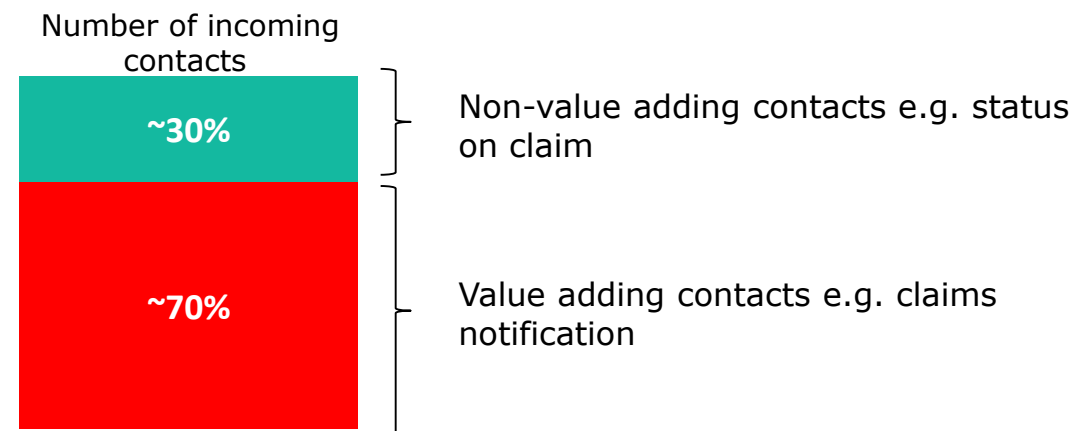 Number of incoming
contacts
~30%
Non-value adding contacts e.g. status
on claim
~70%
Value adding contacts e.g. claims
notification